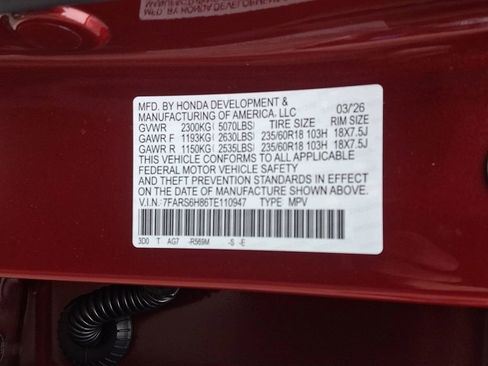 MFD. BY HONDA DEVELOPMENT & 03/26
MANUFACTURING OF AMERICA, LLC
GVWR 2300KG(5070LBS) TIRE SIZE RIM SIZE
GAWR F 1193KG(2630LBS) 235/60R18 103H 18X7.5J
GAWR R 1150KG(2535LBS) 235/60R18 103H 18X7.5J
THIS VEHICLE CONFORMS TO ALL APPLICABLE
FEDERAL MOTOR VEHICLE SAFETY
AND THEFT PREVENTION STANDARDS IN EFFECT
ON THE DATE OF MANUFACTURE SHOWN ABOVE.
V.I.N.: 7FARS6H86TE110947 TYPE: MPV
3D0 T AG7 -R569M -S -E